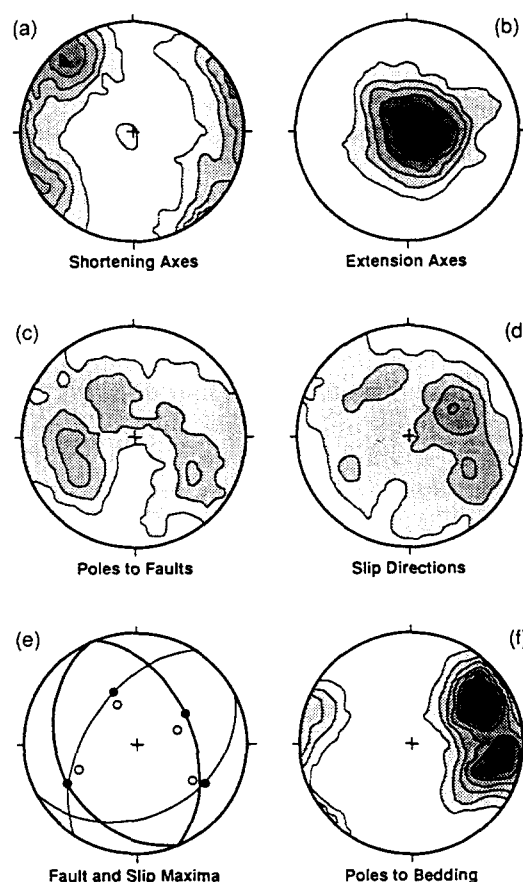 (a)
(b)
Shortening Axes
Extension Axes
(c)
(d
Poles to Faults
Slip Directions
(e)
(f)
Fault and Slip Maxima
Poles to Bedding